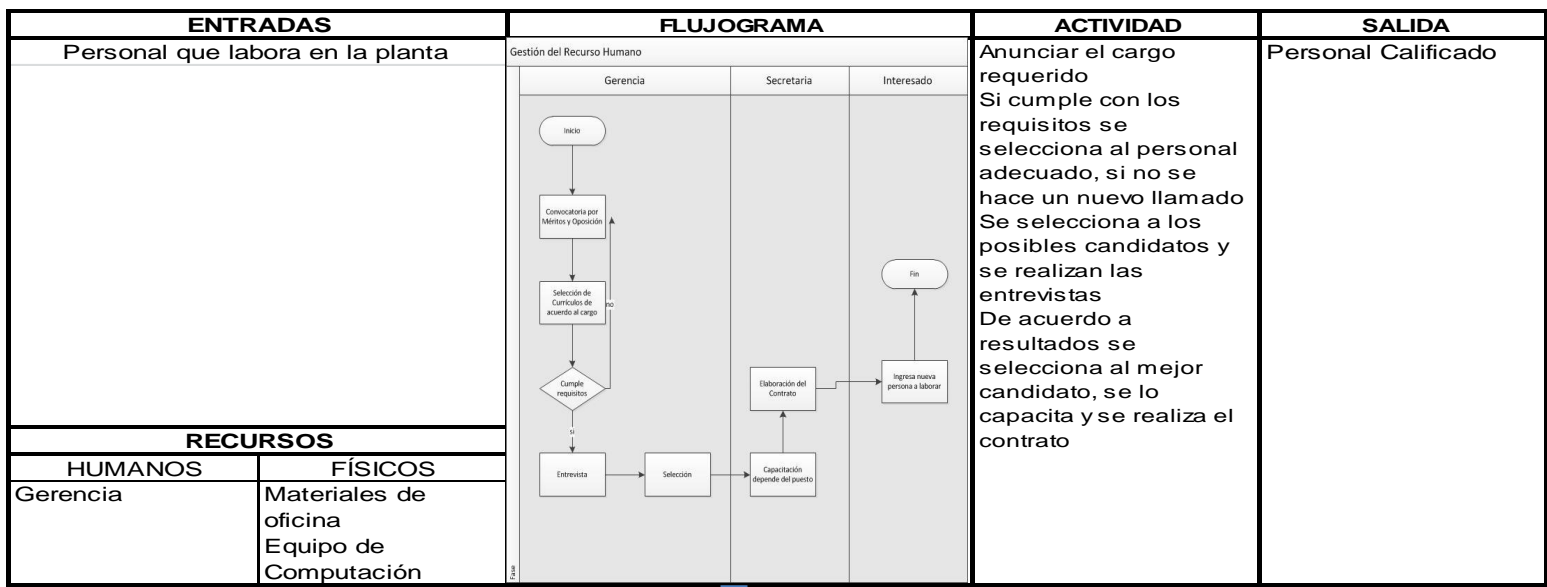 ENTRADAS
Personal que labora en la planta
RECURSOS
HUMANOS
FÍSICOS
Gerencia
Materiales de
oficina
Equipo de
Computación
FLUJOGRAMA
Gestión del Recurso Humano
Gerencia
Secretaria
Interesado
Inicio
Convocatoria por
Méritos y Oposición
Selección de
Currículos de
acuerdo al cargo
no
Cumple
requisitos
si
Entrevista
Selección
Capacitación
depende del puesto
Elaboración del
Contrato
Ingresa nueva
persona a laborar
Fin
Fase
ACTIVIDAD
Anunciar el cargo
requerido
Si cumple con los
requisitos se
selecciona al personal
adecuado, si no se
hace un nuevo llamado
Se selecciona a los
posibles candidatos y
se realizan las
entrevistas
De acuerdo a
resultados se
selecciona al mejor
candidato, se lo
capacita y se realiza el
contrato
SALIDA
Personal Calificado